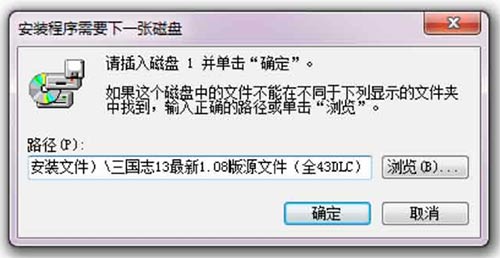 安装程序需要下一张磁盘
请插入磁盘 1 并单击“确定”。
如果这个磁盘中的文件不能在不同于下列显示的文件夹
中找到，输入正确的路径或单击“浏览”。
路径(P):
安装文件）\三国志13最新1.08版源文件（全43DLC）
浏览(B)...
确定
取消